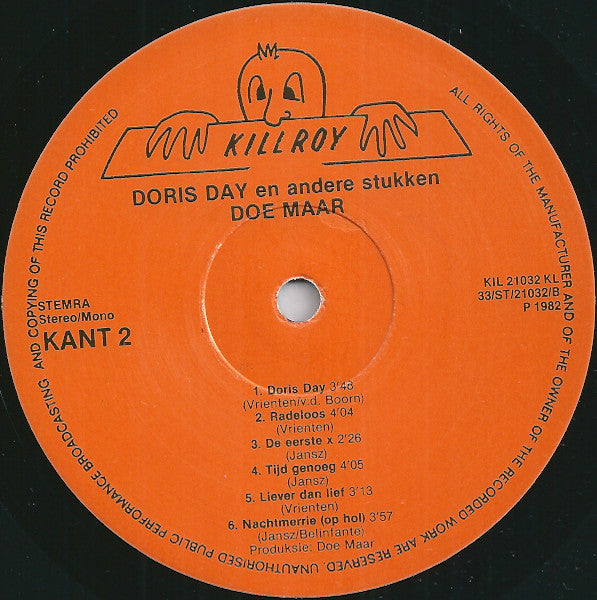 KILLROY
DORIS DAY en andere stukken
DOE MAAR
STEMRA
Stereo/Mono
KANT 2
KIL 21032 KL
33/ST/21032/B
P 1982
1. Doris Day 3'48
(Vrienten/v.d. Boorn)
2. Radeloos 4'04
(Vrienten)
3. De eerste x 2'26
(Jansz)
4. Tijd genoeg 4'05
(Jansz)
5. Liever dan lief 3'13
(Vrienten)
6. Nachtmerrie (op hol) 3'57
(Jansz/Belinfante)
Produksie: Doe Maar
ALL RIGHTS OF THE MANUFACTURER AND OF THE OWNER OF THE RECORDED WORK ARE RESERVED. UNAUTHORISED PUBLIC PERFORMANCE BROADCASTING AND COPYING OF THIS RECORD PROHIBITED